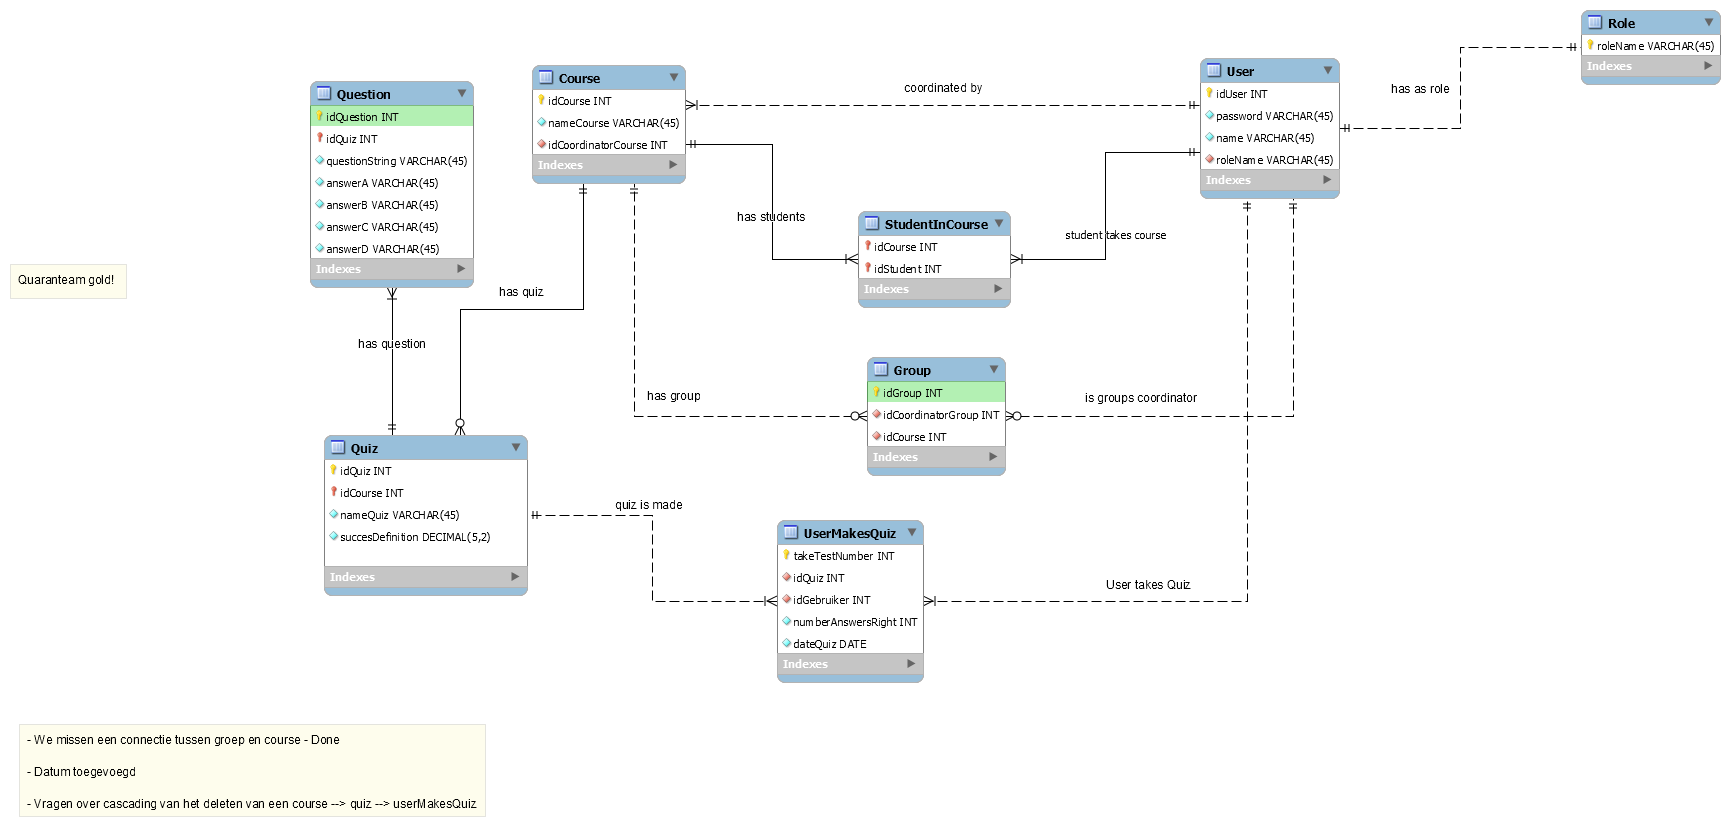 Role
roleName VARCHAR(45)
Indexes
User
idUser INT
password VARCHAR(45)
name VARCHAR(45)
roleName VARCHAR(45)
Indexes
has as role
Course
idCourse INT
nameCourse VARCHAR(45)
idCoordinatorCourse INT
Indexes
coordinated by
Question
idQuestion INT
idQuiz INT
questionString VARCHAR(45)
answerA VARCHAR(45)
answerB VARCHAR(45)
answerC VARCHAR(45)
answerD VARCHAR(45)
Indexes
has students
StudentInCourse
idCourse INT
idStudent INT
Indexes
student takes course
Quaranteam gold!
has quiz
has question
Group
idGroup INT
idCoordinatorGroup INT
idCourse INT
Indexes
has group
is groups coordinator
Quiz
idQuiz INT
idCourse INT
nameQuiz VARCHAR(45)
succesDefinition DECIMAL(5,2)
Indexes
quiz is made
UserMakesQuiz
takeTestNumber INT
idQuiz INT
idGebruiker INT
numberAnswersRight INT
dateQuiz DATE
Indexes
User takes Quiz
- We missen een connectie tussen groep en course - Done
- Datum toegevoegd
- Vragen over cascading van het deleten van een course --> quiz --> userMakesQuiz